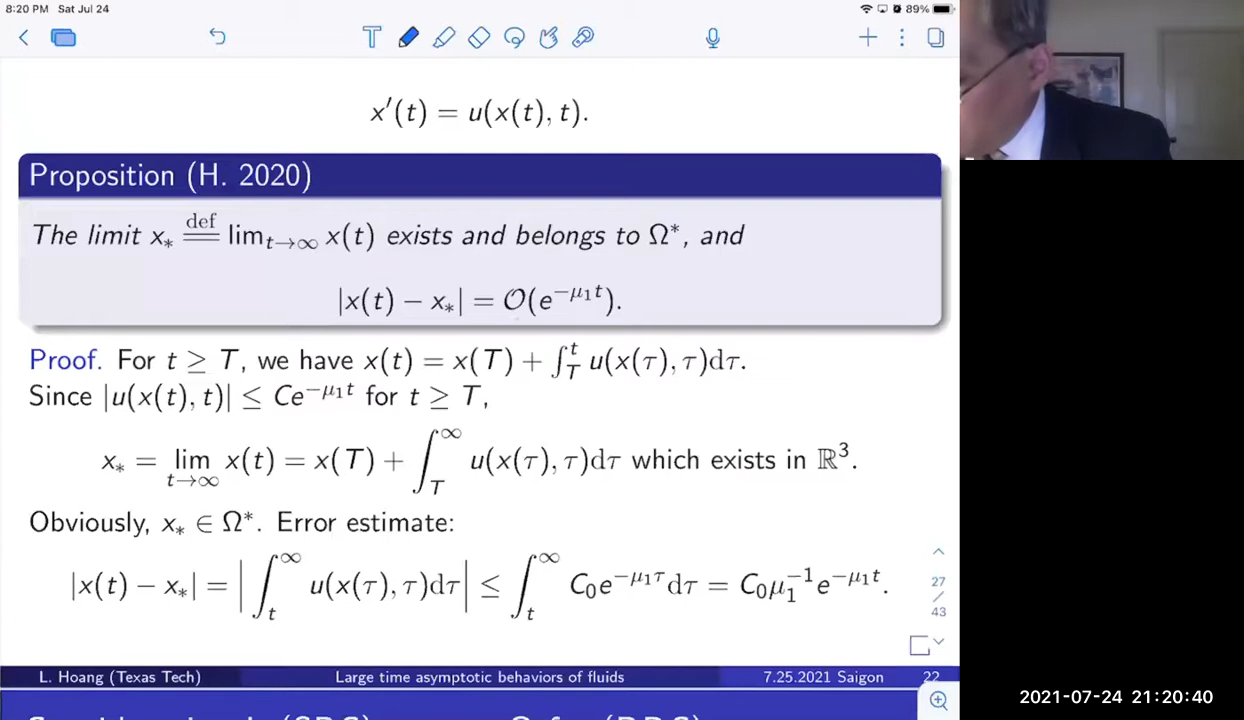 8:20 PM Sat Jul 24
89%
x′(t) = u(x(t), t).
Proposition (H. 2020)
The limit x∗ def== lim_{t→∞} x(t) exists and belongs to Ω*, and
|x(t) − x∗| = O(e^{−μ₁t}).
Proof. For t ≥ T, we have x(t) = x(T) + ∫_T^t u(x(τ), τ)dτ.
Since |u(x(t), t)| ≤ Ce^{−μ₁t} for t ≥ T,
x∗ = lim_{t→∞} x(t) = x(T) + ∫_T^∞ u(x(τ), τ)dτ which exists in ℝ³.
Obviously, x∗ ∈ Ω*. Error estimate:
|x(t) − x∗| = |∫_t^∞ u(x(τ), τ)dτ| ≤ ∫_t^∞ C₀e^{−μ₁τ}dτ = C₀μ₁^{−1}e^{−μ₁t}.
27
/
43
L. Hoang (Texas Tech) Large time asymptotic behaviors of fluids 7.25.2021 Saigon 22
2021-07-24 21:20:40